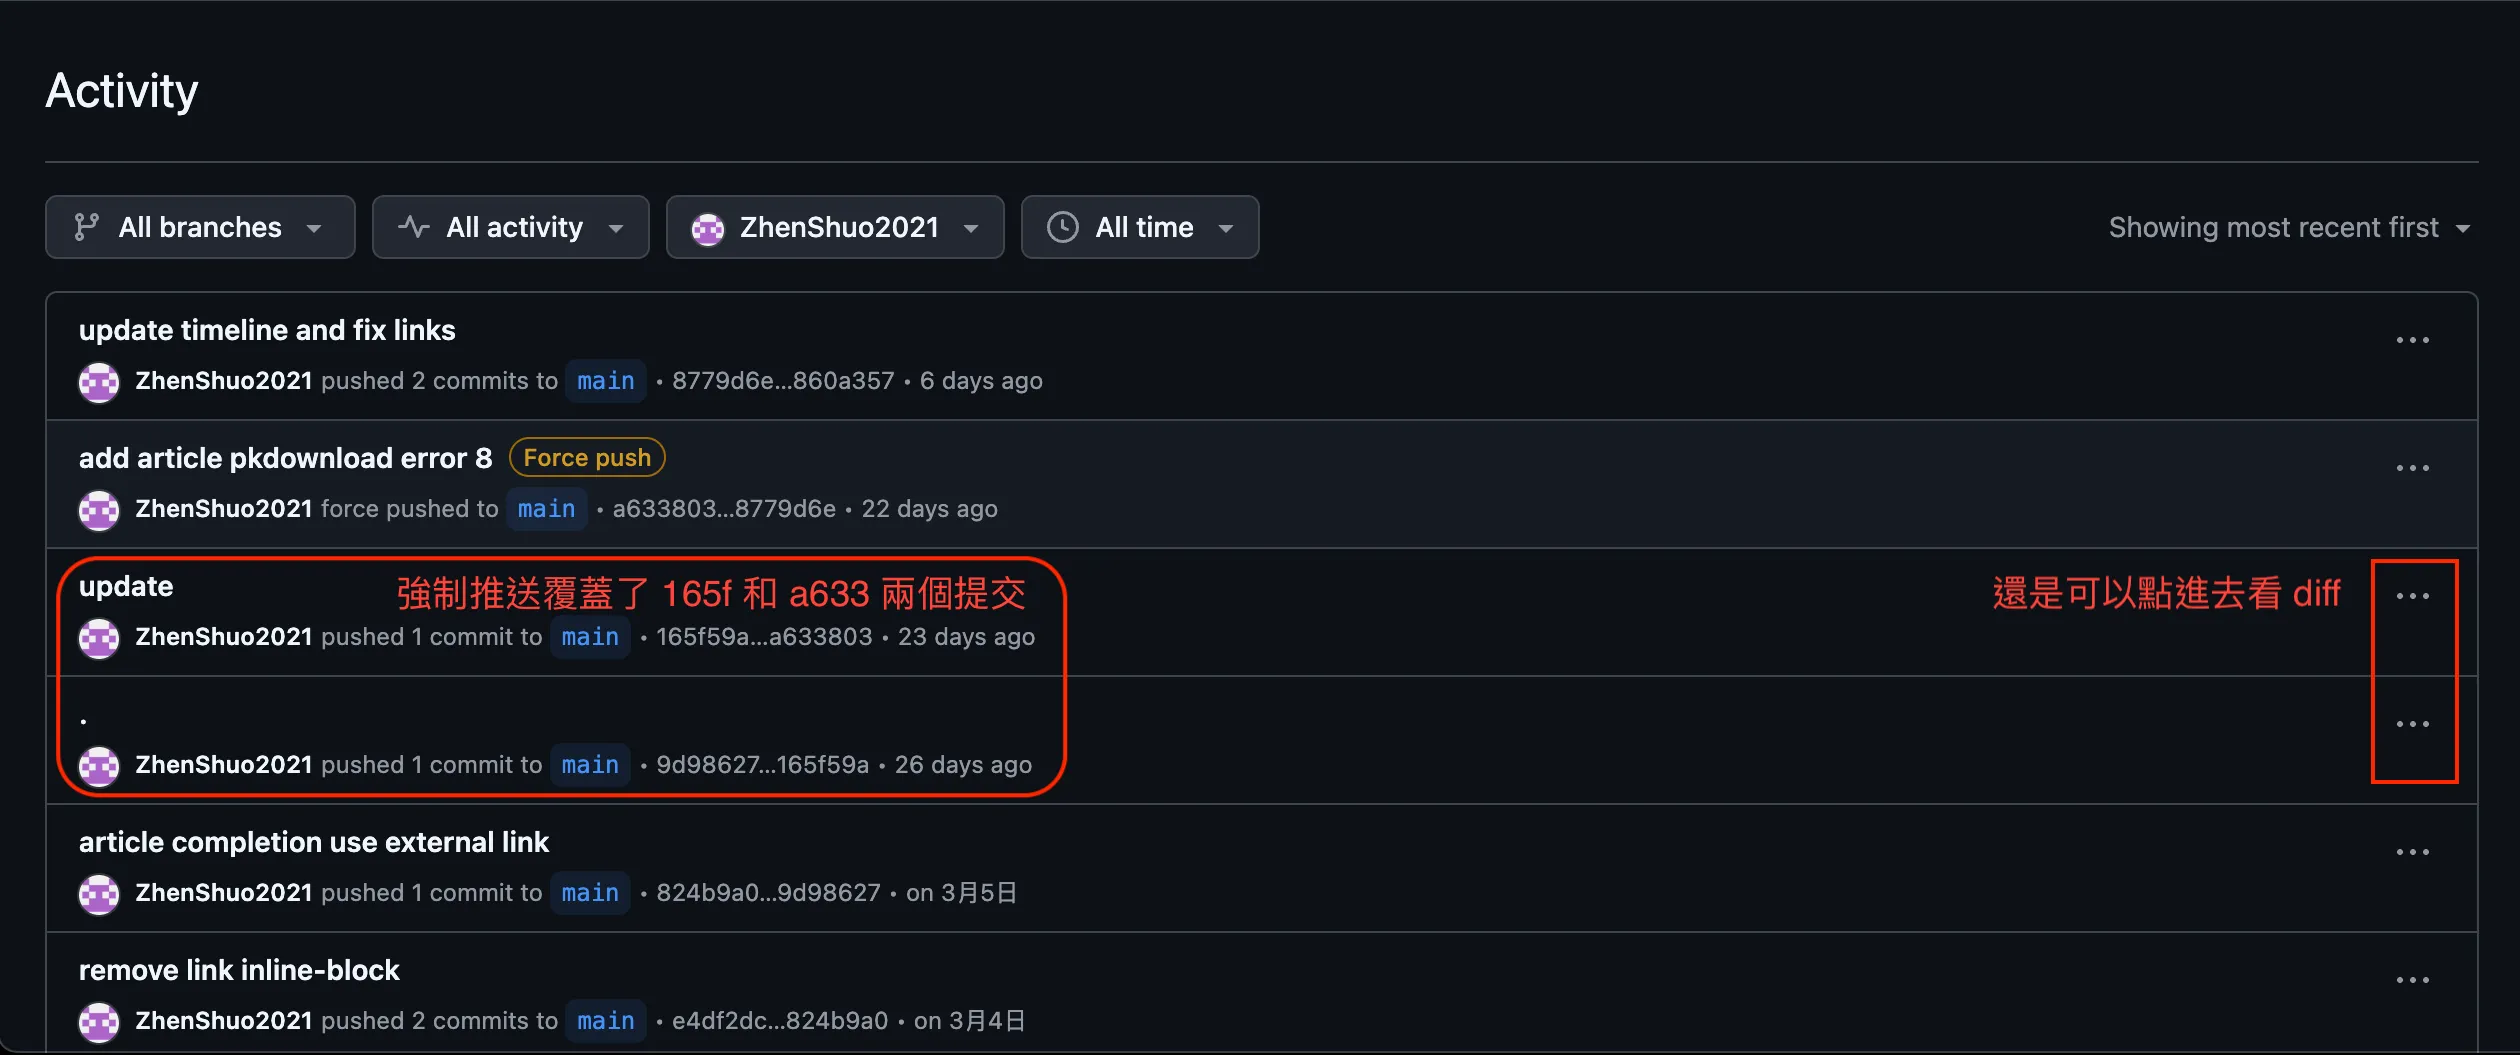 Activity
All branches
All activity
ZhenShuo2021
All time
Showing most recent first
update timeline and fix links
ZhenShuo2021 pushed 2 commits to main • 8779d6e...860a357 • 6 days ago
add article pkdownload error 8 Force push
ZhenShuo2021 force pushed to main • a633803...8779d6e • 22 days ago
update
強制推送覆蓋了 165f 和 a633 兩個提交
還是可以點進去看 diff
ZhenShuo2021 pushed 1 commit to main • 165f59a...a633803 • 23 days ago
.
ZhenShuo2021 pushed 1 commit to main • 9d98627...165f59a • 26 days ago
article completion use external link
ZhenShuo2021 pushed 1 commit to main • 824b9a0...9d98627 • on 3月5日
remove link inline-block
ZhenShuo2021 pushed 2 commits to main • e4df2dc...824b9a0 • on 3月4日